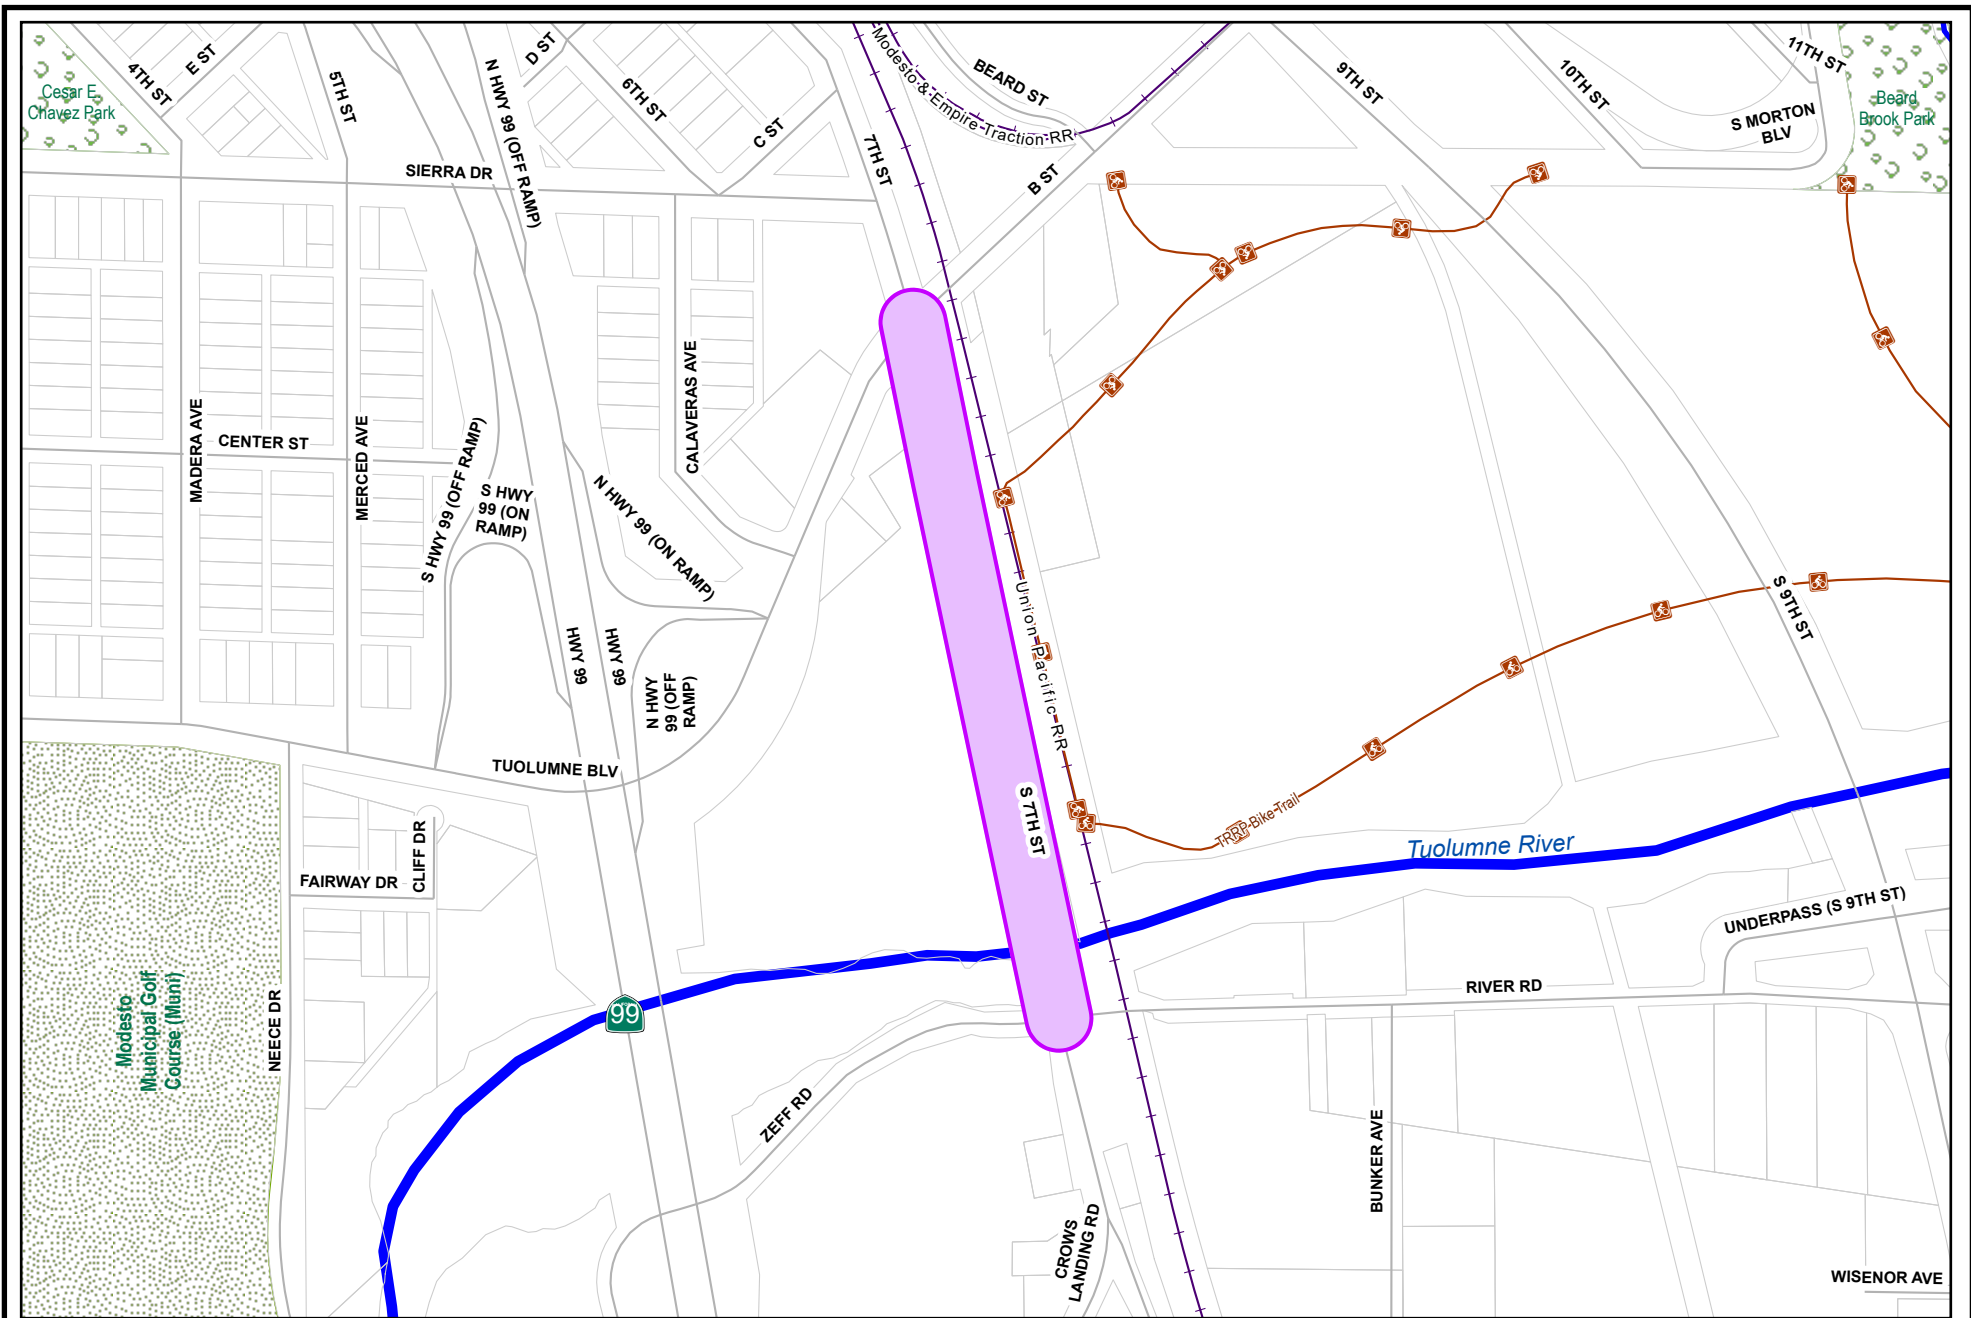 E ST
4TH ST
Cesar E.
Chavez Park
5TH ST
N HWY 99 (OFF RAMP)
D ST
6TH ST
C ST
7TH ST
Modesto & Empire Traction RR
BEARD ST
B ST
9TH ST
10TH ST
11TH ST
S MORTON
BLV
Beard
Brook Park
SIERRA DR
MADERA AVE
CENTER ST
MERCED AVE
S HWY 99 (OFF RAMP)
S HWY
99 (ON
RAMP)
CALAVERAS AVE
N HWY 99 (ON RAMP)
HWY 99
HWY 99
N HWY
99 (OFF
RAMP)
Union Pacific RR
S 9TH ST
TUOLUMNE BLV
S 7TH ST
TRRP Bike Trail
Tuolumne River
CLIFF DR
FAIRWAY DR
UNDERPASS (S 9TH ST)
RIVER RD
99
Modesto
Municipal Golf
Course (Muni)
NEECE DR
ZEFF RD
BUNKER AVE
CROWS
LANDING RD
WISENOR AVE